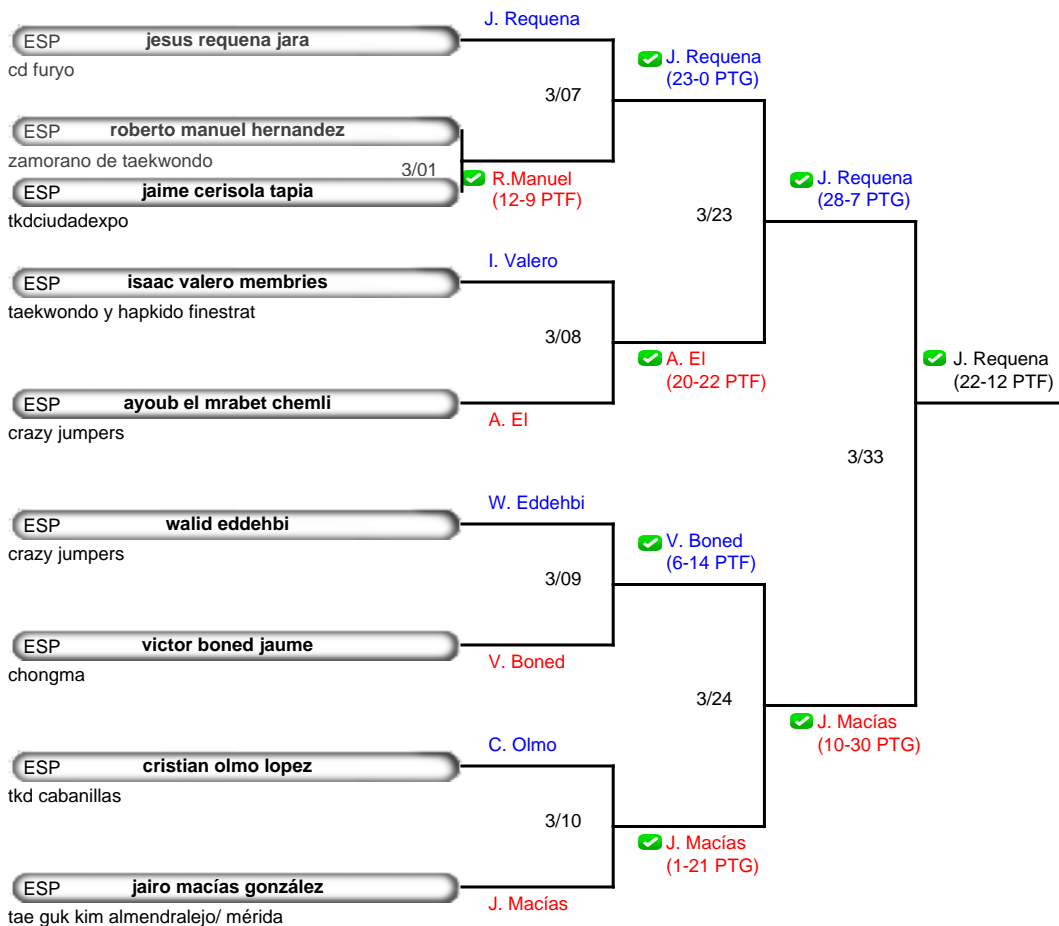 J. Requena
ESP jesus requena jara
cd furyo
J. Requena
(23-0 PTG)
3/07
ESP roberto manuel hernandez
zamorano de taekwondo
3/01
R.Manuel
(12-9 PTF)
ESP jaime cerisola tapia
tkdciudadexpo
J. Requena
(28-7 PTG)
3/23
I. Valero
ESP isaac valero membries
taekwondo y hapkido finestrat
3/08
A. El
(20-22 PTF)
J. Requena
(22-12 PTF)
ESP ayoub el mrabet chemli
crazy jumpers
A. El
3/33
W. Eddehbi
ESP walid eddehbi
crazy jumpers
V. Boned
(6-14 PTF)
3/09
ESP victor boned jaume
chongma
V. Boned
3/24
J. Macías
(10-30 PTG)
C. Olmo
ESP cristian olmo lopez
tkd cabanillas
3/10
J. Macías
(1-21 PTG)
ESP jairo macías gonzález
tae guk kim almendralejo/ mérida
J. Macías